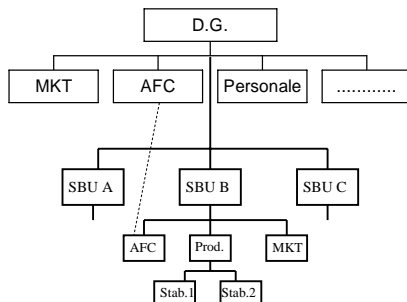 D.G.
MKT AFC Personale ............
SBU A SBU B SBU C
AFC Prod. MKT
Stab.1 Stab.2